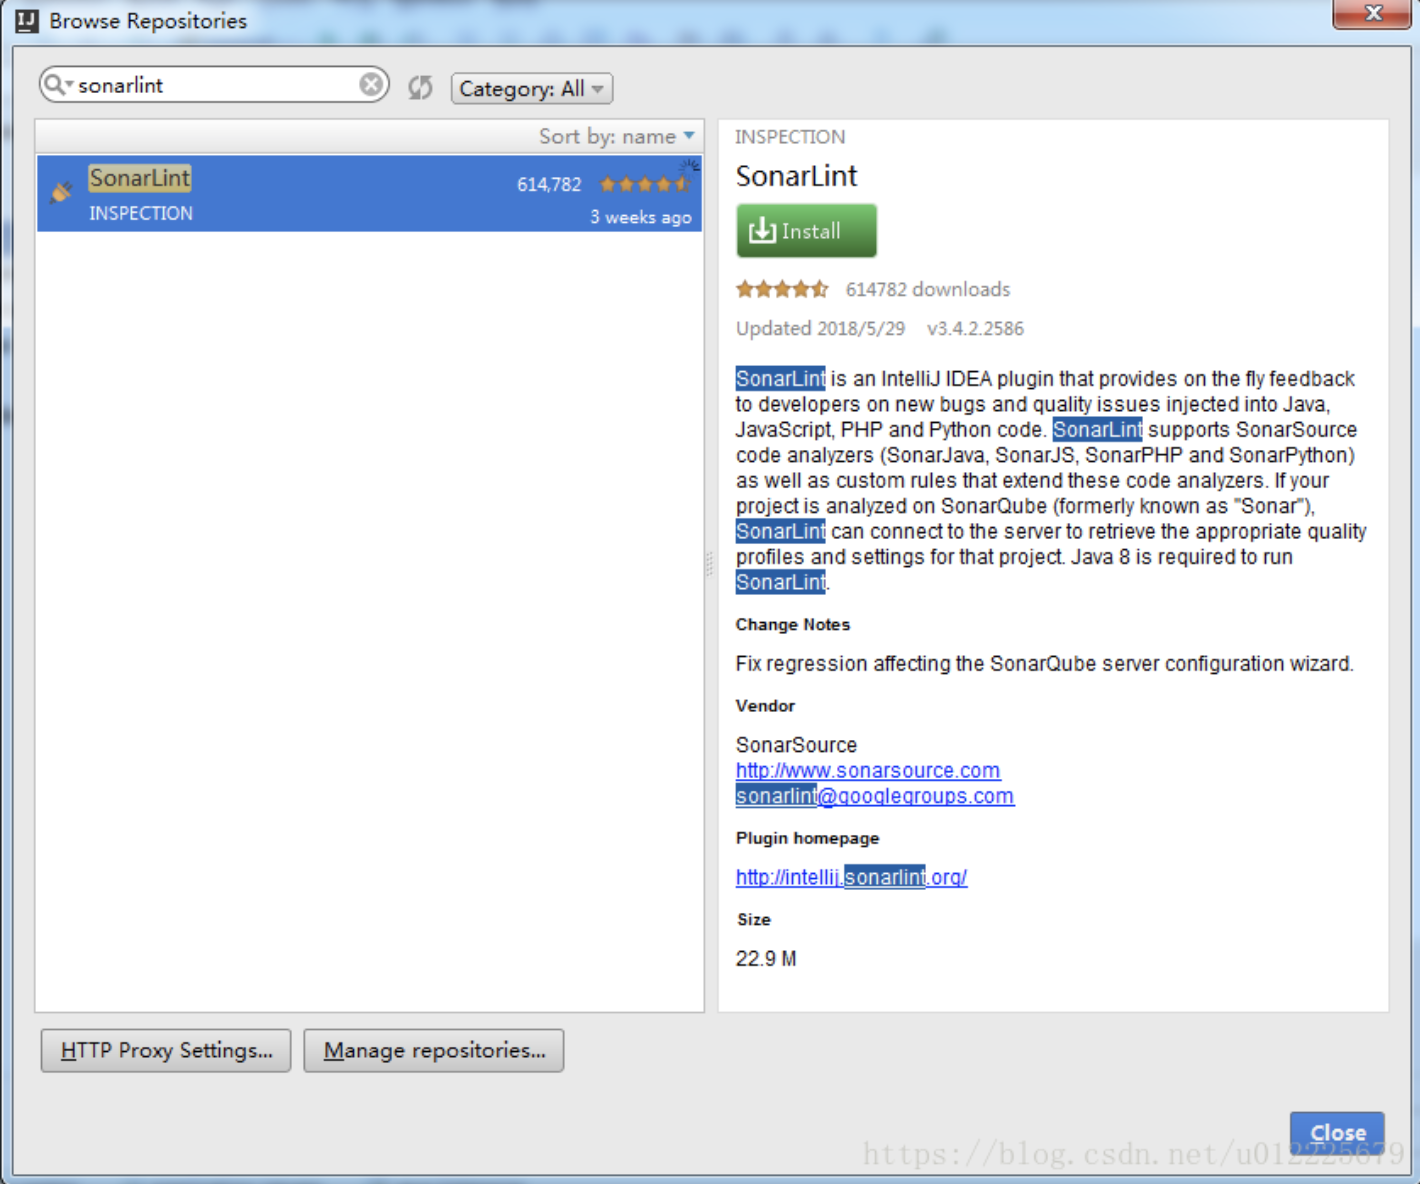 Browse Repositories
sonarlint
Category: All
Sort by: name
SonarLint
614,782
INSPECTION
3 weeks ago
INSPECTION
SonarLint
Install
614782 downloads
Updated 2018/5/29 v3.4.2.2586
SonarLint is an IntelliJ IDEA plugin that provides on the fly feedback
to developers on new bugs and quality issues injected into Java,
JavaScript, PHP and Python code. SonarLint supports SonarSource
code analyzers (SonarJava, SonarJS, SonarPHP and SonarPython)
as well as custom rules that extend these code analyzers. If your
project is analyzed on SonarQube (formerly known as "Sonar"),
SonarLint can connect to the server to retrieve the appropriate quality
profiles and settings for that project. Java 8 is required to run
SonarLint.
Change Notes
Fix regression affecting the SonarQube server configuration wizard.
Vendor
SonarSource
http://www.sonarsource.com
sonarlint@googlegroups.com
Plugin homepage
http://intellij.sonarlint.org/
Size
22.9 M
HTTP Proxy Settings...
Manage repositories...
Close
https://blog.csdn.net/u012225679